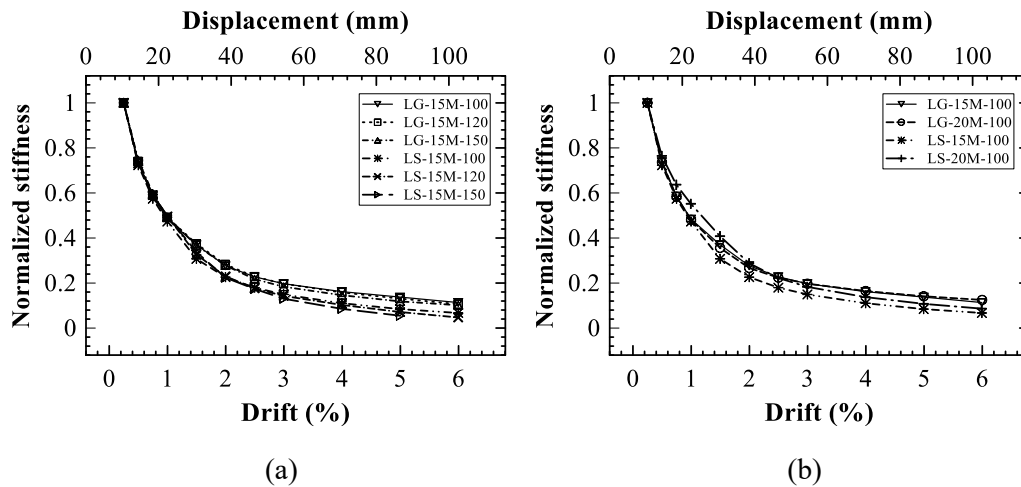 Displacement (mm)
0 20 40 60 80 100
Normalized stiffness
1
0.8
0.6
0.4
0.2
0
LG-15M-100
LG-15M-120
LG-15M-150
LS-15M-100
LS-15M-120
LS-15M-150
0 1 2 3 4 5 6
Drift (%)
(a)
Displacement (mm)
0 20 40 60 80 100
Normalized stiffness
1
0.8
0.6
0.4
0.2
0
LG-15M-100
LG-20M-100
LS-15M-100
LS-20M-100
0 1 2 3 4 5 6
Drift (%)
(b)